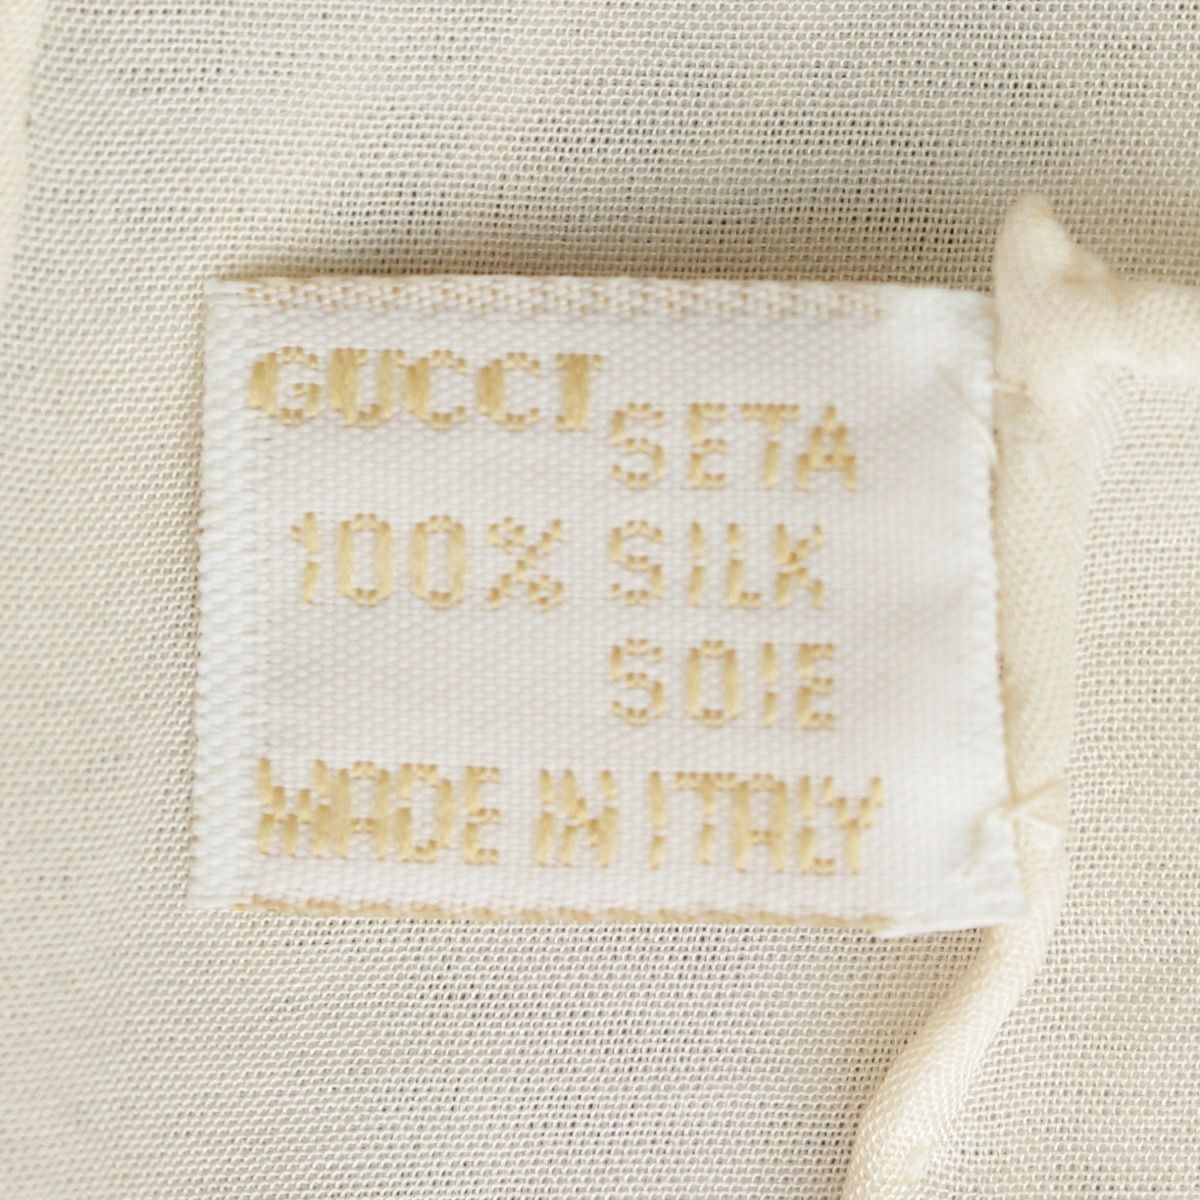 GUCCI
SETA
100% SILK
SOIE
MADE IN ITALY